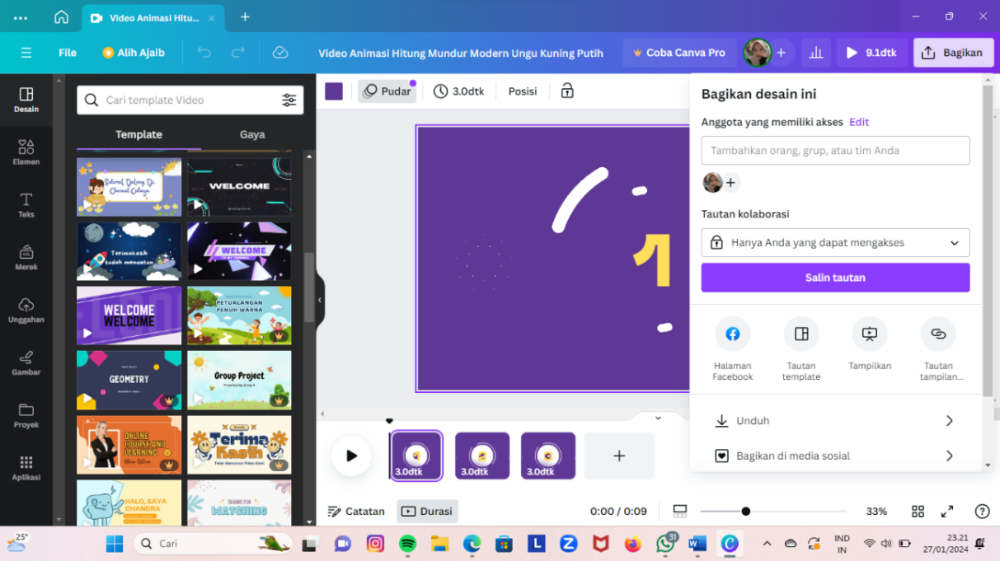 Video Animasi Hitu...
File
Alih Ajaib
Video Animasi Hitung Mundur Modern Ungu Kuning Putih
Coba Canva Pro
9.1dtk
Bagikan
Desain
Elemen
Teks
Merek
Unggahan
Gambar
Proyek
Aplikasi
Cari template Video
Template
Gaya
Selamat Datang Di
Channel Cahaya
WELCOME
Terimakasih
sudah menonton
WELCOME
TO MY CHANNEL
WELCOME
WELCOME
PETUALANGAN
PENUH WARNA
GEOMETRY
Group Project
ONLINE
COURSE AND
LEARNING
Terima
Kasih
HALO, SAYA
CHANDRA
THANKS FOR
WATCHING
Pudar
3.0dtk
Posisi
1
Bagikan desain ini
Anggota yang memiliki akses Edit
Tambahkan orang, grup, atau tim Anda
Tautan kolaborasi
Hanya Anda yang dapat mengakses
Salin tautan
Halaman
Facebook
Tautan
template
Tampilkan
Tautan
tampilan...
Unduh
Bagikan di media sosial
3.0dtk
3.0dtk
3.0dtk
Catatan
Durasi
0:00 / 0:09
33%
25°
Cari
31
IND
IN
23.21
27/01/2024